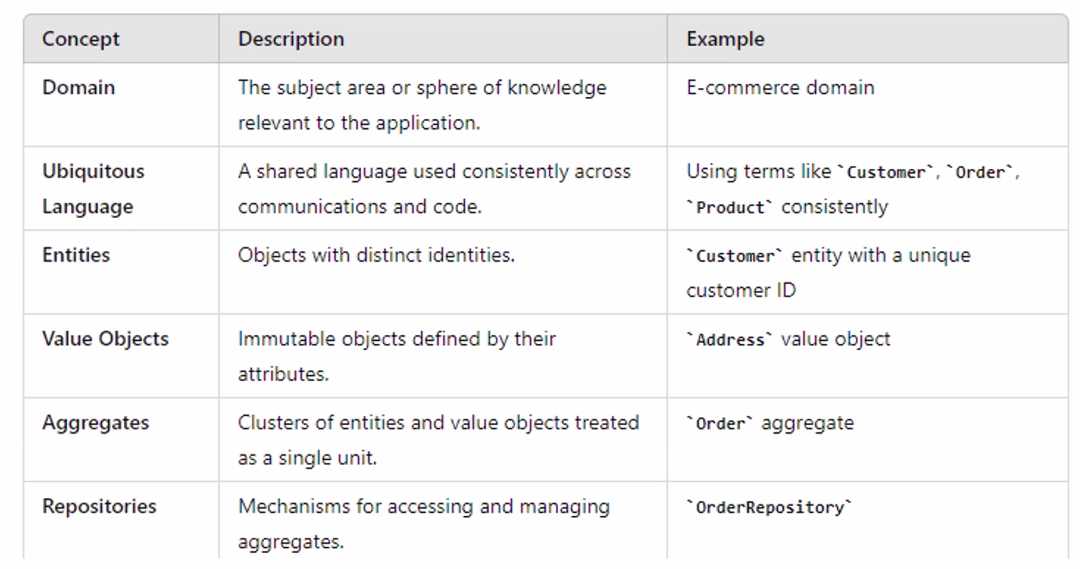 Concept Description Example
Domain The subject area or sphere of knowledge E-commerce domain
relevant to the application.
Ubiquitous A shared language used consistently across Using terms like `Customer`, `Order`,
Language communications and code. `Product` consistently
Entities Objects with distinct identities. `Customer` entity with a unique
customer ID
Value Objects Immutable objects defined by their `Address` value object
attributes.
Aggregates Clusters of entities and value objects treated `Order` aggregate
as a single unit.
Repositories Mechanisms for accessing and managing `OrderRepository`
aggregates.